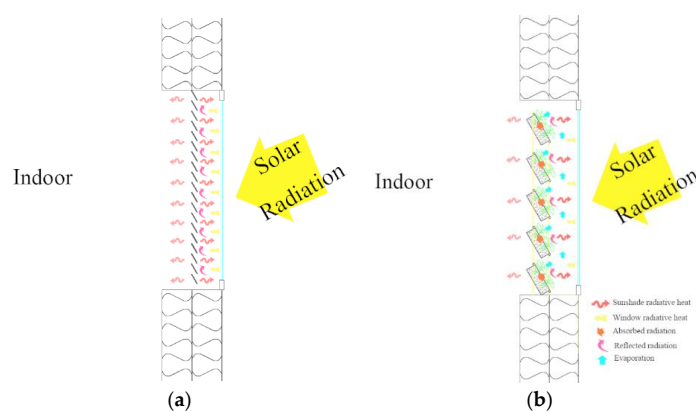 Indoor
Solar
Radiation
(a)
Indoor
Solar
Radiation
Sunshade radiative heat
Window radiative heat
Absorbed radiation
Reflected radiation
Evaporation
(b)